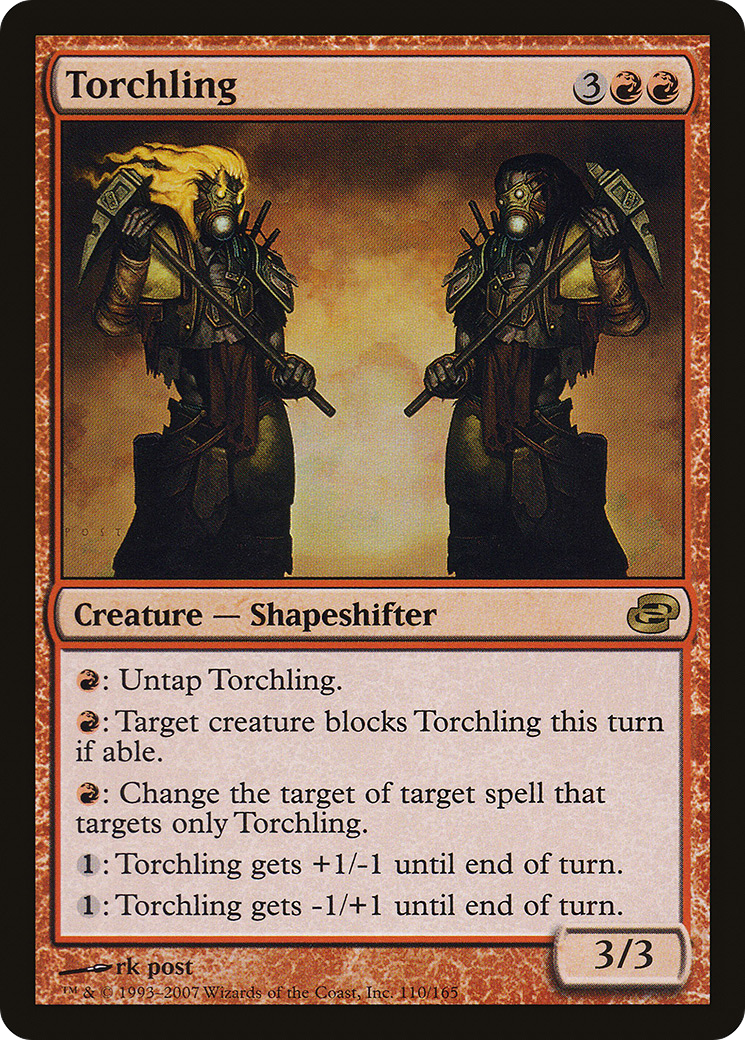 Torchling 3
POST
Creature — Shapeshifter
: Untap Torchling.
: Target creature blocks Torchling this turn
if able.
: Change the target of target spell that
targets only Torchling.
1: Torchling gets +1/-1 until end of turn.
1: Torchling gets -1/+1 until end of turn.
3/3
rk post
™ & © 1993–2007 Wizards of the Coast, Inc. 110/165